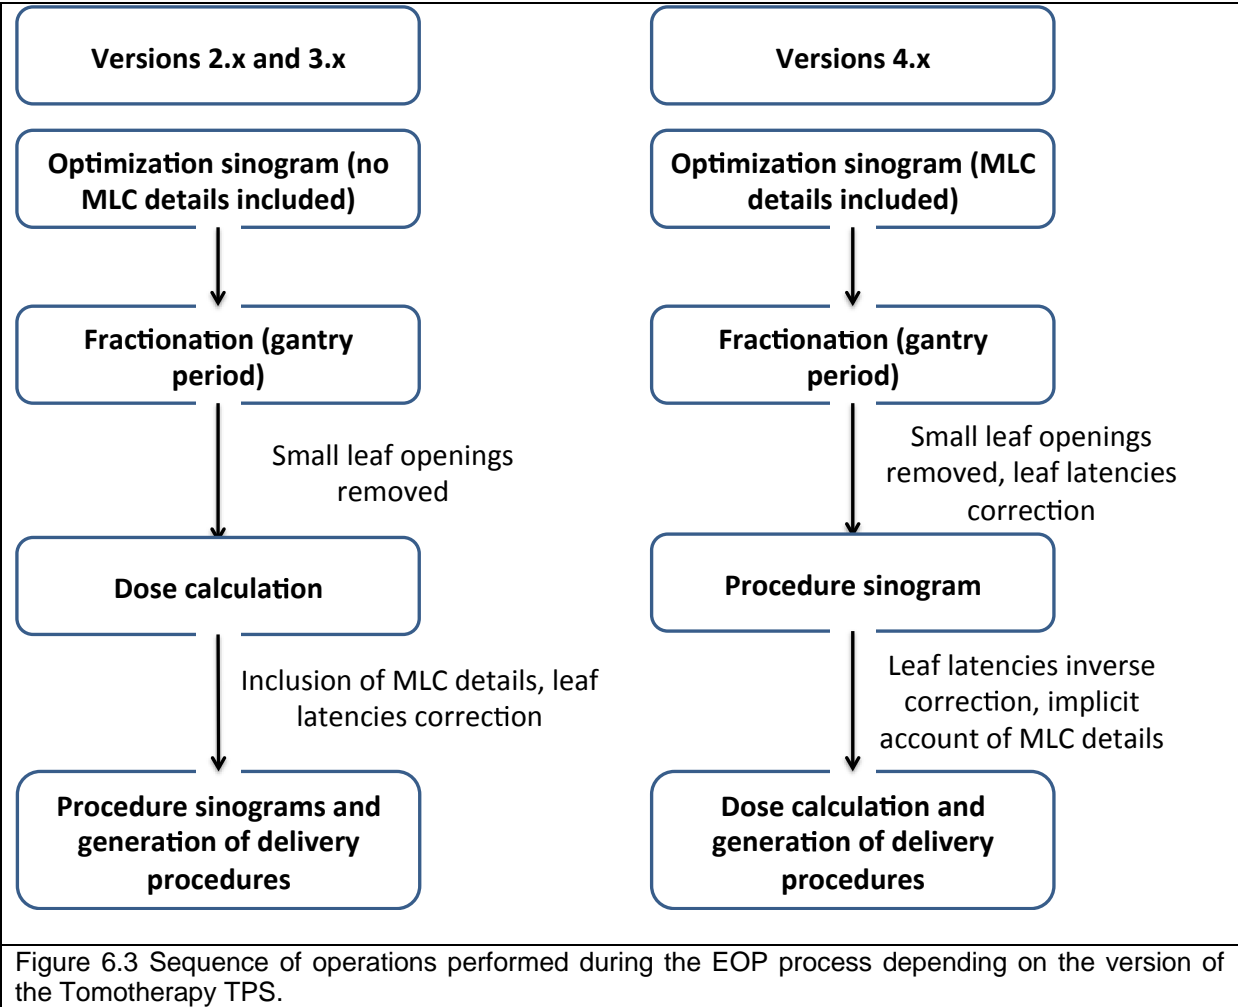 Versions 2.x and 3.x
Optimization sinogram (no
MLC details included)
Fractionation (gantry
period)
Small leaf openings
removed
Dose calculation
Inclusion of MLC details, leaf
latencies correction
Procedure sinograms and
generation of delivery
procedures
Versions 4.x
Optimization sinogram (MLC
details included)
Fractionation (gantry
period)
Small leaf openings
removed, leaf latencies
correction
Procedure sinogram
Leaf latencies inverse
correction, implicit
account of MLC details
Dose calculation and
generation of delivery
procedures
Figure 6.3 Sequence of operations performed during the EOP process depending on the version of
the Tomotherapy TPS.